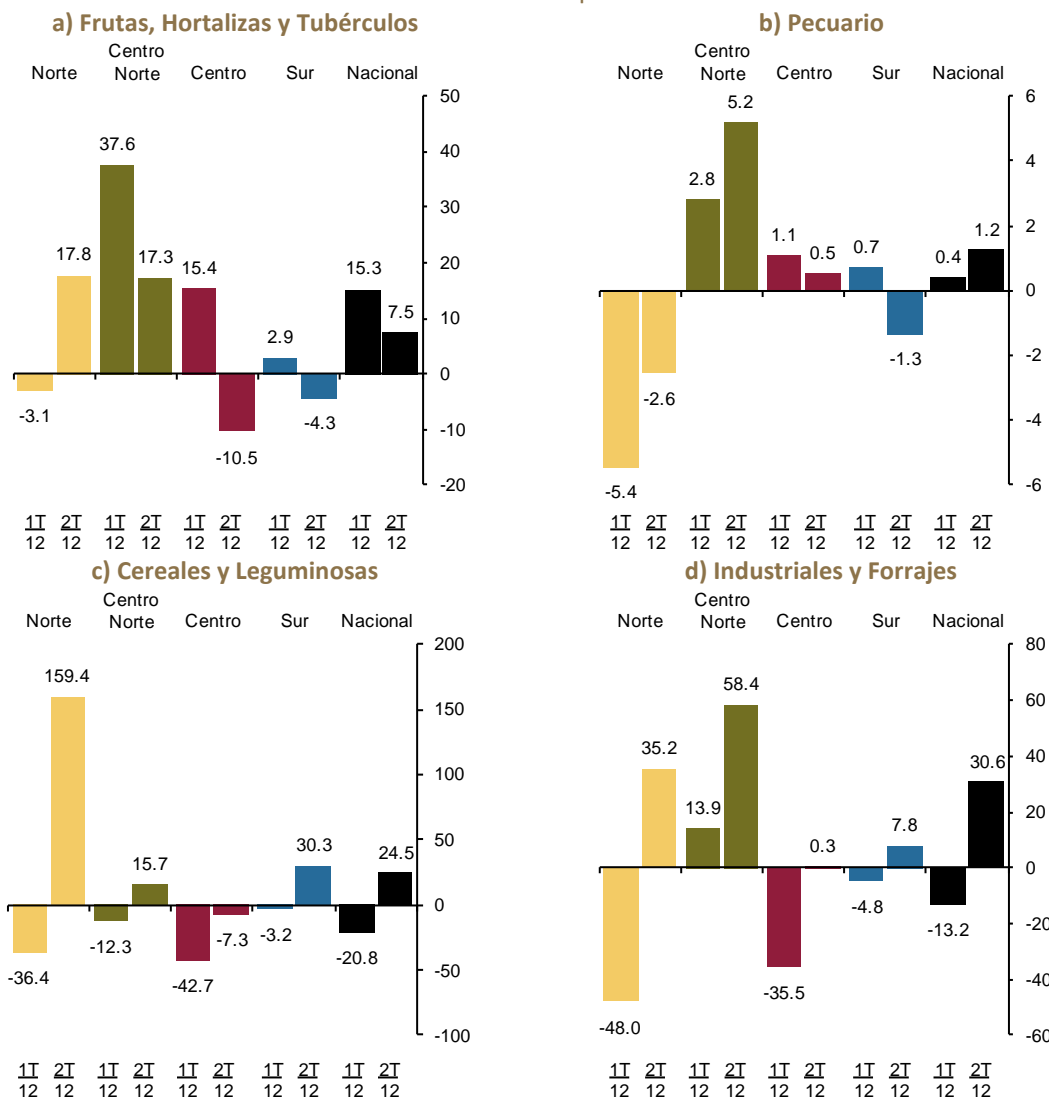 a) Frutas, Hortalizas y Tubérculos
Norte
Centro
Norte
Centro
Sur
Nacional
50
40
30
20
10
0
-10
-20
-3.1
17.8
37.6
17.3
15.4
-10.5
2.9
-4.3
15.3
7.5
1T 2T 1T 2T 1T 2T 1T 2T 1T 2T
12 12 12 12 12 12 12 12 12 12
b) Pecuario
Norte
Centro
Norte
Centro
Sur
Nacional
6
4
2
0
-2
-4
-6
-5.4
-2.6
2.8
5.2
1.1
0.5
0.7
-1.3
0.4
1.2
1T 2T 1T 2T 1T 2T 1T 2T 1T 2T
12 12 12 12 12 12 12 12 12 12
c) Cereales y Leguminosas
Norte
Centro
Norte
Centro
Sur
Nacional
200
150
100
50
0
-50
-100
-36.4
159.4
-12.3
15.7
-42.7
-7.3
-3.2
30.3
-20.8
24.5
1T 2T 1T 2T 1T 2T 1T 2T 1T 2T
12 12 12 12 12 12 12 12 12 12
d) Industriales y Forrajes
Norte
Centro
Norte
Centro
Sur
Nacional
80
60
40
20
0
-20
-40
-60
-48.0
35.2
13.9
58.4
-35.5
0.3
-4.8
7.8
-13.2
30.6
1T 2T 1T 2T 1T 2T 1T 2T 1T 2T
12 12 12 12 12 12 12 12 12 12